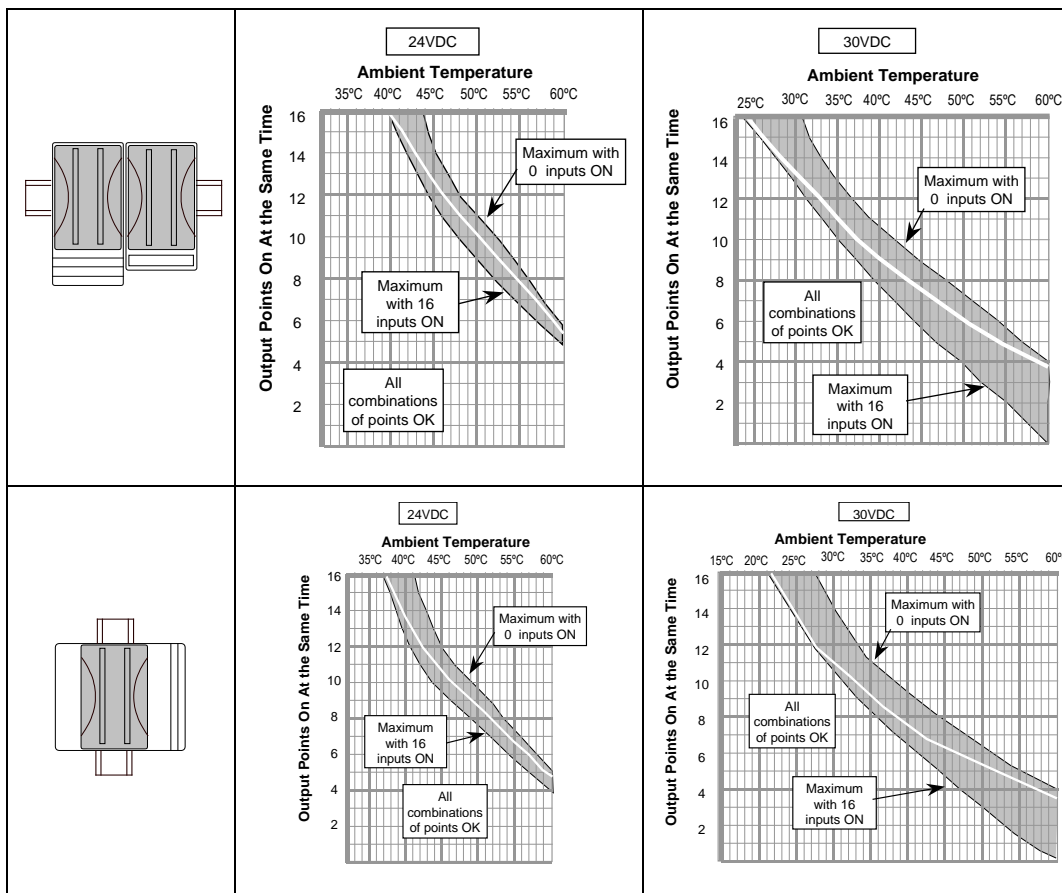 24VDC
Ambient Temperature
35ºC 40ºC 45ºC 50ºC 55ºC 60ºC
Output Points On At the Same Time
16
14
12
10
8
6
4
2
Maximum with
0 inputs ON
Maximum
with 16
inputs ON
All
combinations
of points OK
30VDC
Ambient Temperature
25ºC 30ºC 35ºC 40ºC 45ºC 50ºC 55ºC 60ºC
Output Points On At the Same Time
16
14
12
10
8
6
4
2
Maximum with
0 inputs ON
All
combinations
of points OK
Maximum
with 16
inputs ON
24VDC
Ambient Temperature
35ºC 40ºC 45ºC 50ºC 55ºC 60ºC
Output Points On At the Same Time
16
14
12
10
8
6
4
2
Maximum with
0 inputs ON
Maximum
with 16
inputs ON
All
combinations
of points OK
30VDC
Ambient Temperature
15ºC 20ºC 25ºC 30ºC 35ºC 40ºC 45ºC 50ºC 55ºC 60º
Output Points On At the Same Time
16
14
12
10
8
6
4
2
Maximum with
0 inputs ON
All
combinations
of points OK
Maximum
with 16
inputs ON